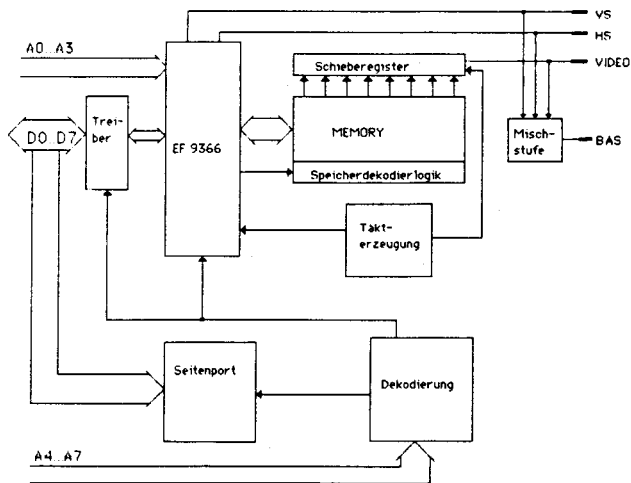 VS
HS
A0...A3
VIDEO
Schieberegister
Trei-
ber
D0...D7
EF 9366
MEMORY
Misch-
stufe
BAS
Speicherdekodierlogik
Takt-
erzeugung
Seitenport
Dekodierung
A4...A7